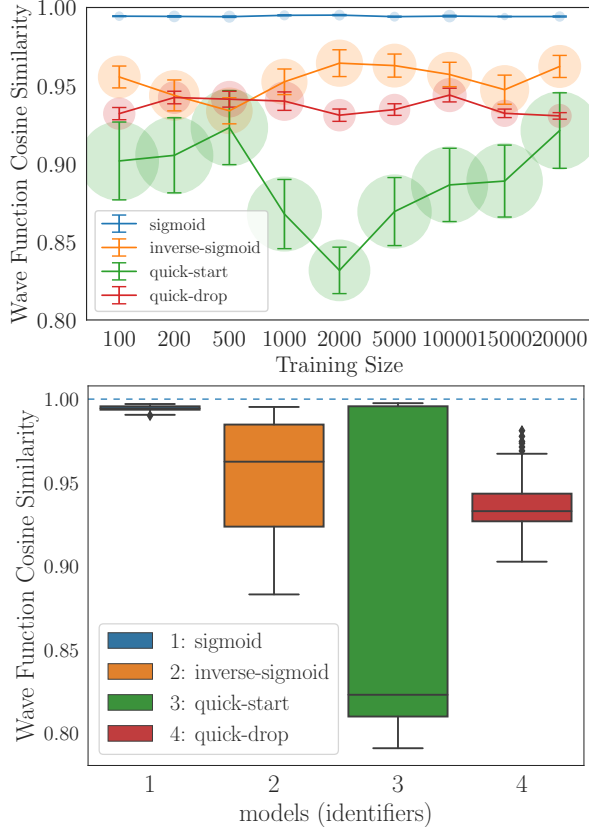 Wave Function Cosine Similarity
1.00
0.95
0.90
0.85
0.80
sigmoid
inverse-sigmoid
quick-start
quick-drop
100 200 500 1000 2000 5000 10000 15000 20000
Training Size
Wave Function Cosine Similarity
1.00
0.95
0.90
0.85
0.80
1: sigmoid
2: inverse-sigmoid
3: quick-start
4: quick-drop
1 2 3 4
models (identifiers)